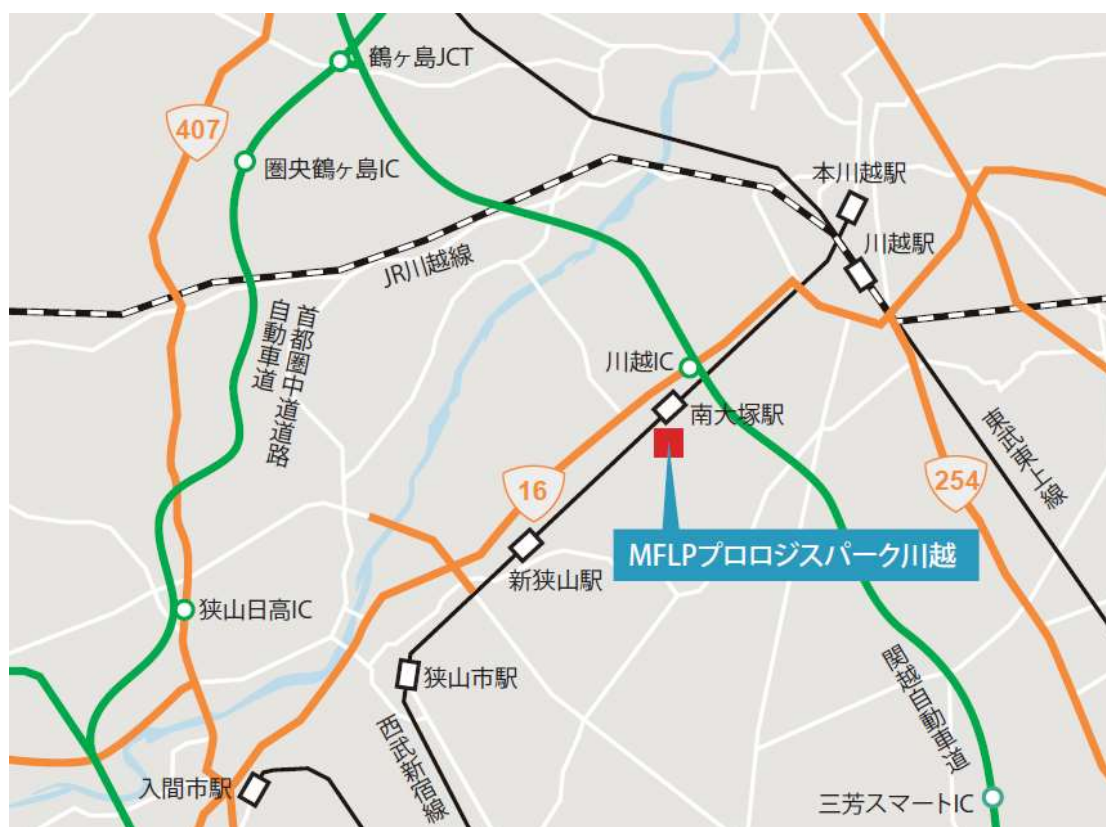 鶴ヶ島JCT
407
圏央鶴ヶ島IC
本川越駅
川越駅
JR川越線
首都圏中道道路
自動車道
川越IC
南大塚駅
東武東上線
16
254
MFLPプロロジスパーク川越
新狭山駅
狭山日高IC
狭山市駅
関越自動車道
西武新宿線
入間市駅
三芳スマートIC